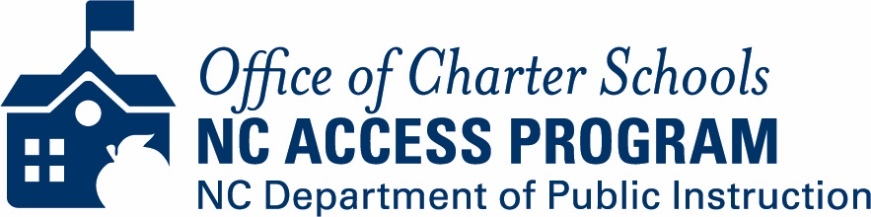 Office of Charter Schools
NC ACCESS PROGRAM
NC Department of Public Instruction